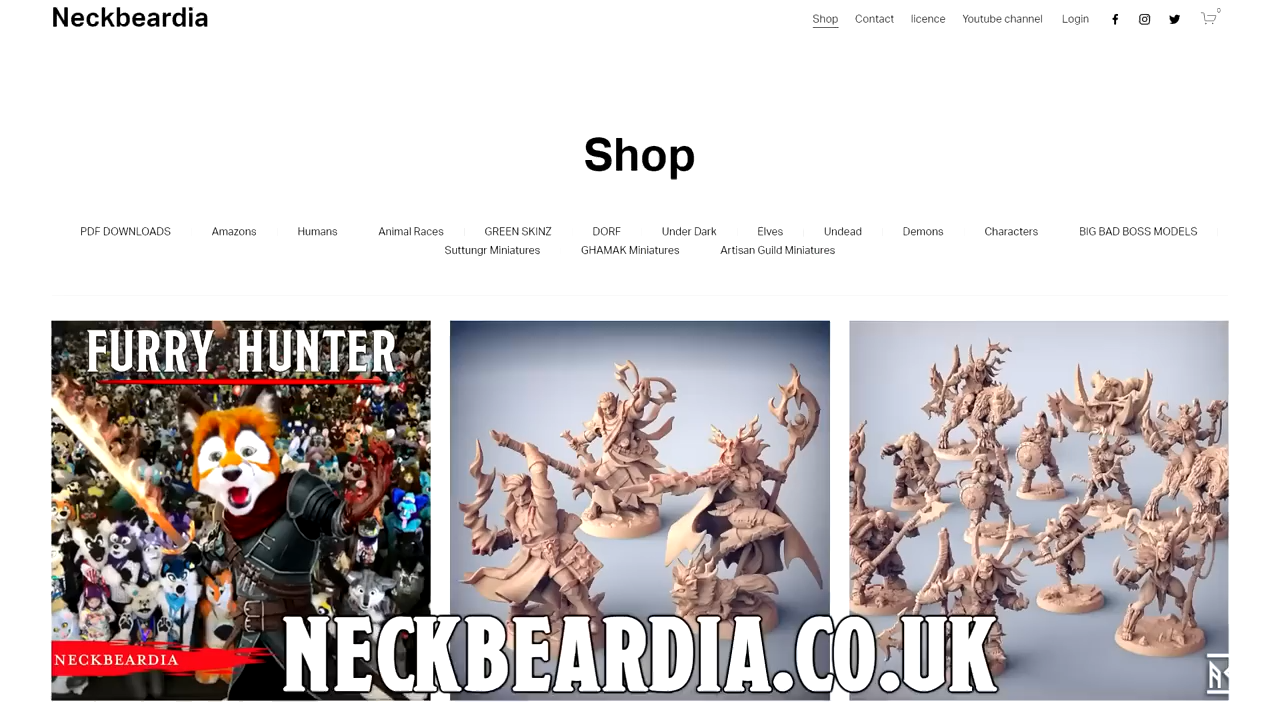 Neckbeardia
Shop Contact licence Youtube channel Login 0
Shop
PDF DOWNLOADS Amazons Humans Animal Races GREEN SKINZ DORF Under Dark Elves Undead Demons Characters BIG BAD BOSS MODELS
Suttungr Miniatures GHAMAK Miniatures Artisan Guild Miniatures
FURRY HUNTER
NECKBEARDIA
NECKBEARDIA.CO.UK